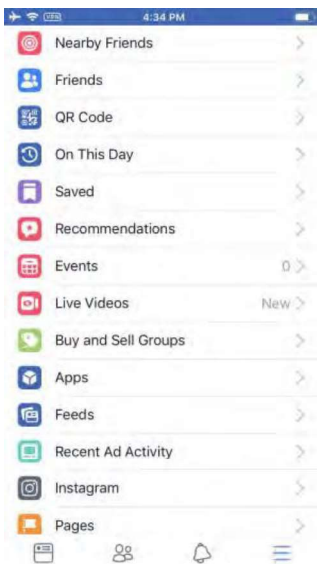 VPN 4:34 PM
Nearby Friends
Friends
QR Code
On This Day
Saved
Recommendations
Events 0
Live Videos New
Buy and Sell Groups
Apps
Feeds
Recent Ad Activity
Instagram
Pages